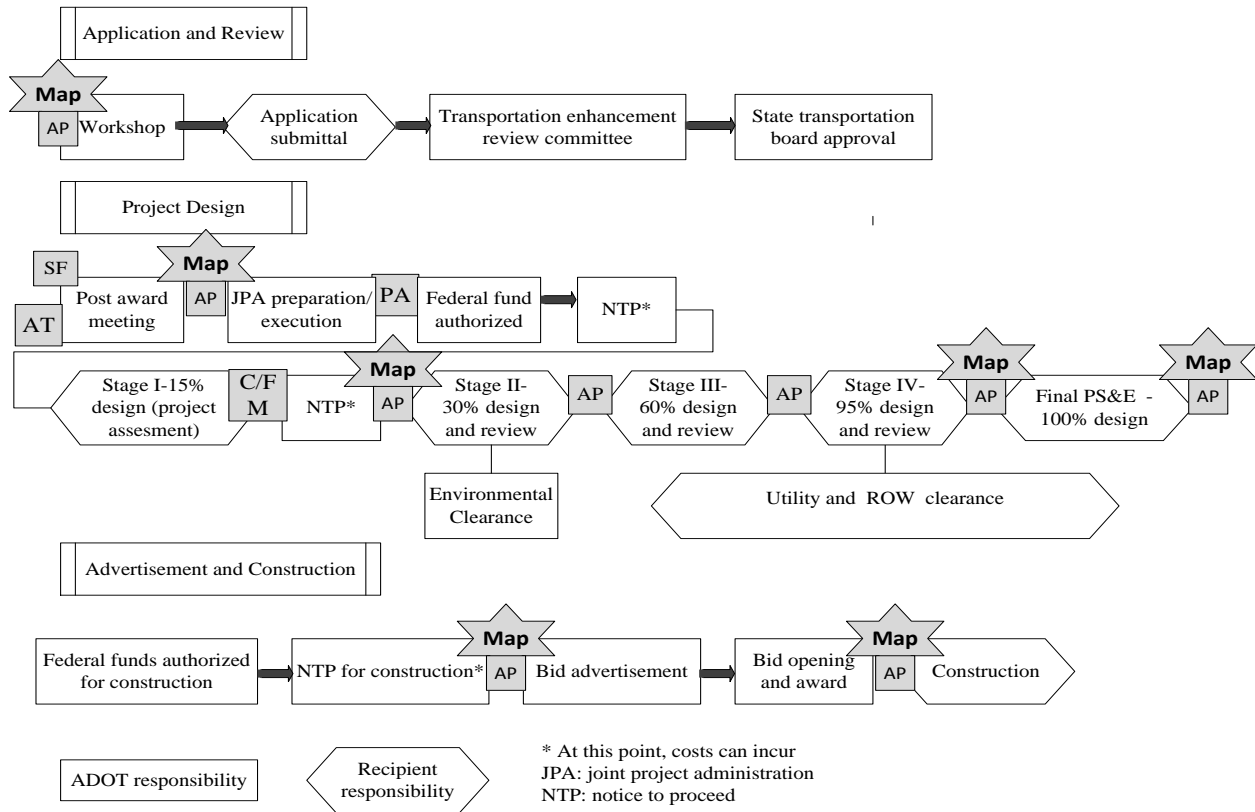 Application and Review
Map
AP
Workshop
Application
submittal
Transportation enhancement
review committee
State transportation
board approval
Project Design
SF
AT
Post award
meeting
Map
AP
JPA preparation/
execution
PA
Federal fund
authorized
NTP*
Stage I-15%
design (project
assesment)
C/F
M
NTP*
Map
AP
Stage II-
30% design
and review
AP
Stage III-
60% design
and review
AP
Stage IV-
95% design
and review
Map
AP
Final PS&E -
100% design
Map
AP
Environmental
Clearance
Utility and ROW clearance
Advertisement and Construction
Federal funds authorized
for construction
NTP for construction*
Map
AP
Bid advertisement
Bid opening
and award
Map
AP
Construction
ADOT responsibility
Recipient
responsibility
* At this point, costs can incur
JPA: joint project administration
NTP: notice to proceed